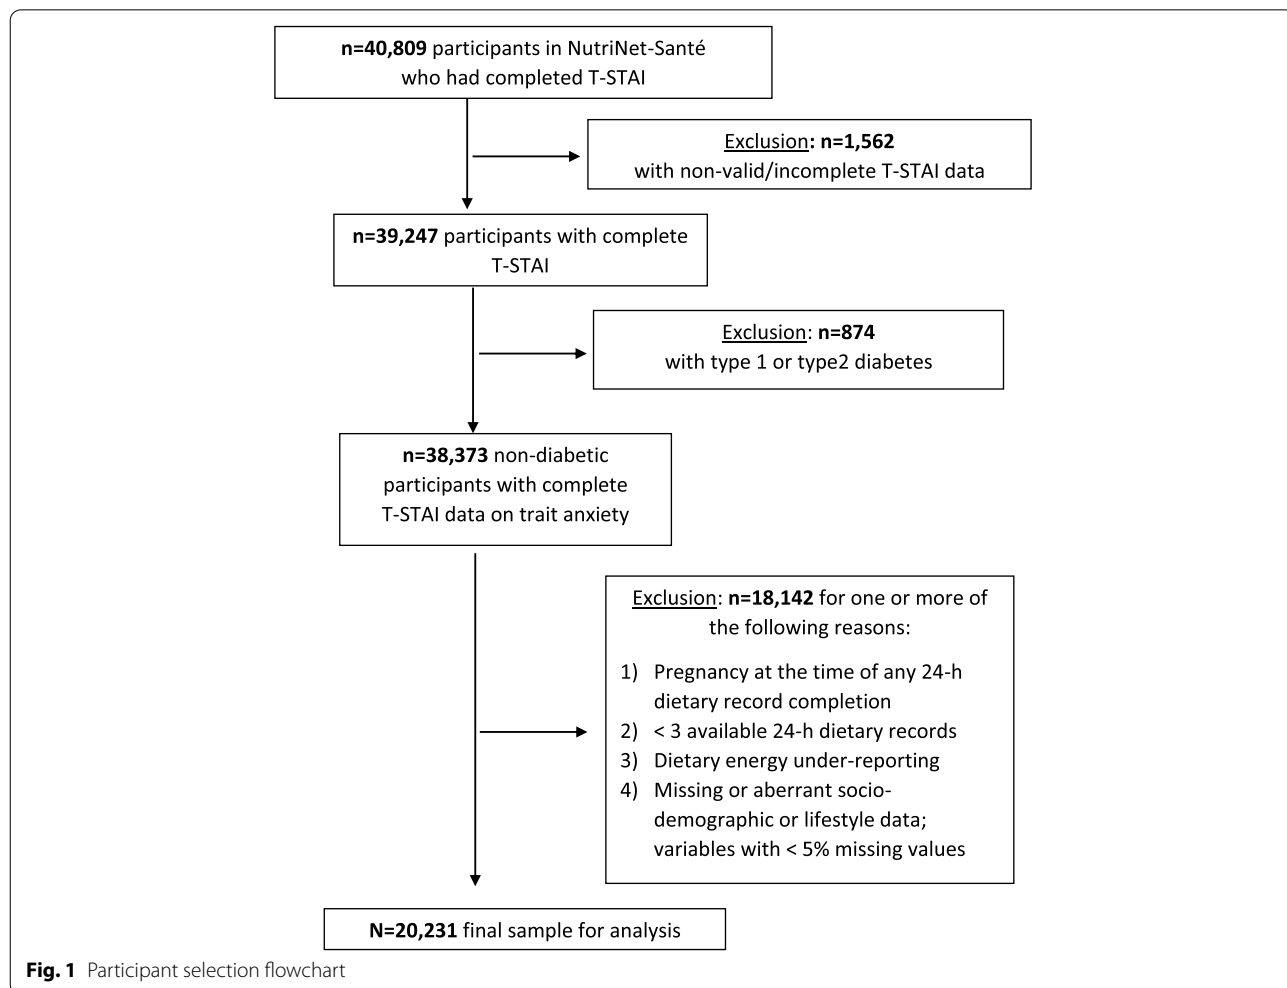 n=40,809 participants in NutriNet-Santé
who had completed T-STAI
Exclusion: n=1,562
with non-valid/incomplete T-STAI data
n=39,247 participants with complete
T-STAI
Exclusion: n=874
with type 1 or type2 diabetes
n=38,373 non-diabetic
participants with complete
T-STAI data on trait anxiety
Exclusion: n=18,142 for one or more of
the following reasons:
1) Pregnancy at the time of any 24-h
dietary record completion
2) < 3 available 24-h dietary records
3) Dietary energy under-reporting
4) Missing or aberrant socio-
demographic or lifestyle data;
variables with < 5% missing values
N=20,231 final sample for analysis
Fig. 1 Participant selection flowchart